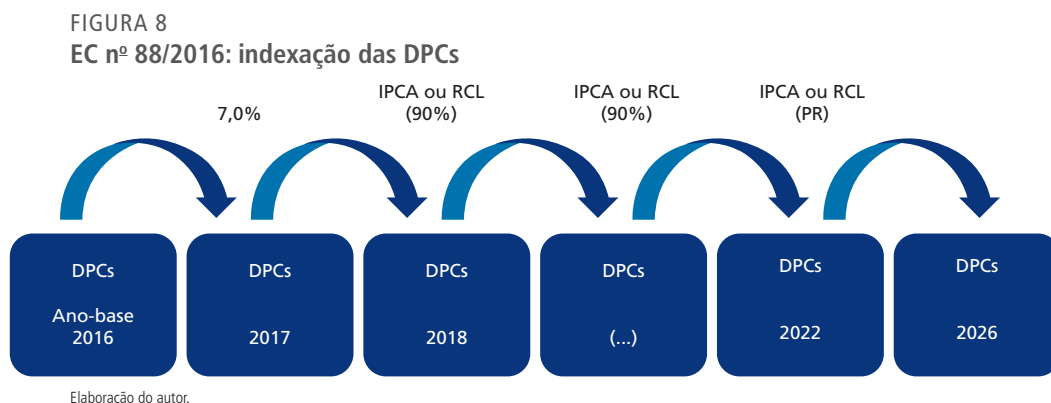 FIGURA 8
EC nº 88/2016: indexação das DPCs
7,0%
IPCA ou RCL
(90%)
IPCA ou RCL
(90%)
IPCA ou RCL
(PR)
DPCs
Ano-base
2016
DPCs
2017
DPCs
2018
DPCs
(...)
DPCs
2022
DPCs
2026
Elaboração do autor.